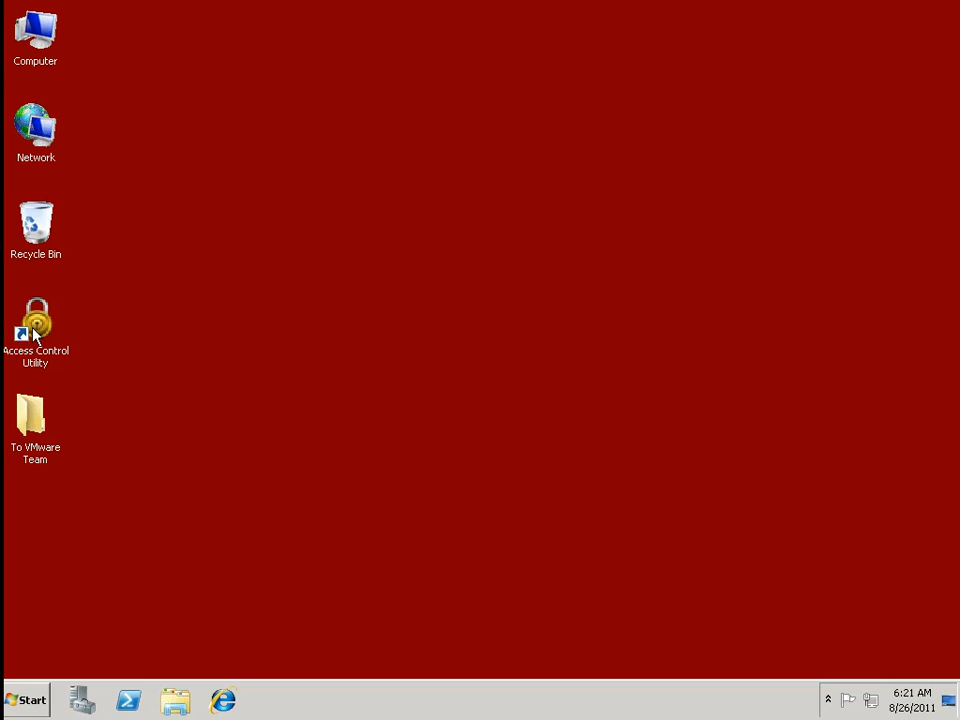 Computer
Network
Recycle Bin
Access Control
Utility
To VMware
Team
Start
6:21 AM
8/26/2011